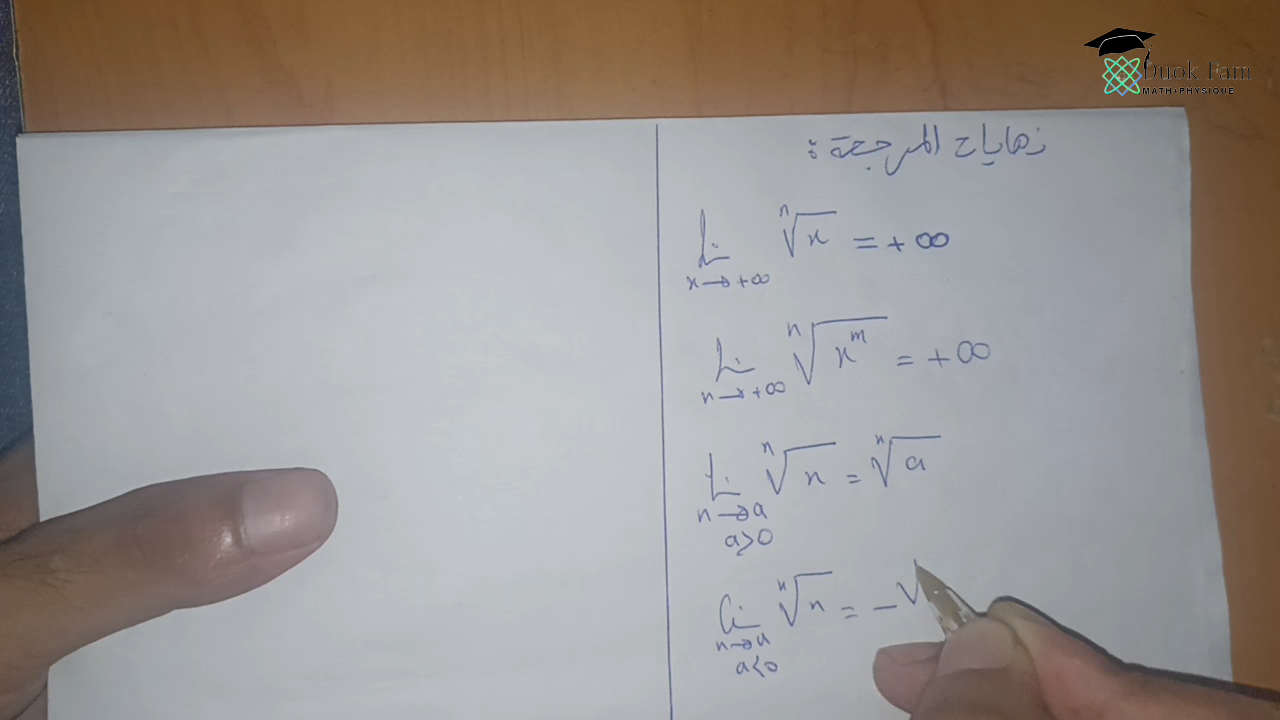 Duok Fam
MATH+PHYSIQUE
نهايات المرجعة :
lim ⁿ√x = +∞
x→+∞
lim ⁿ√xᵐ = +∞
x→+∞
lim ⁿ√x = ⁿ√a
x→a
a>0
lim ⁿ√x = -√
x→a
a<0